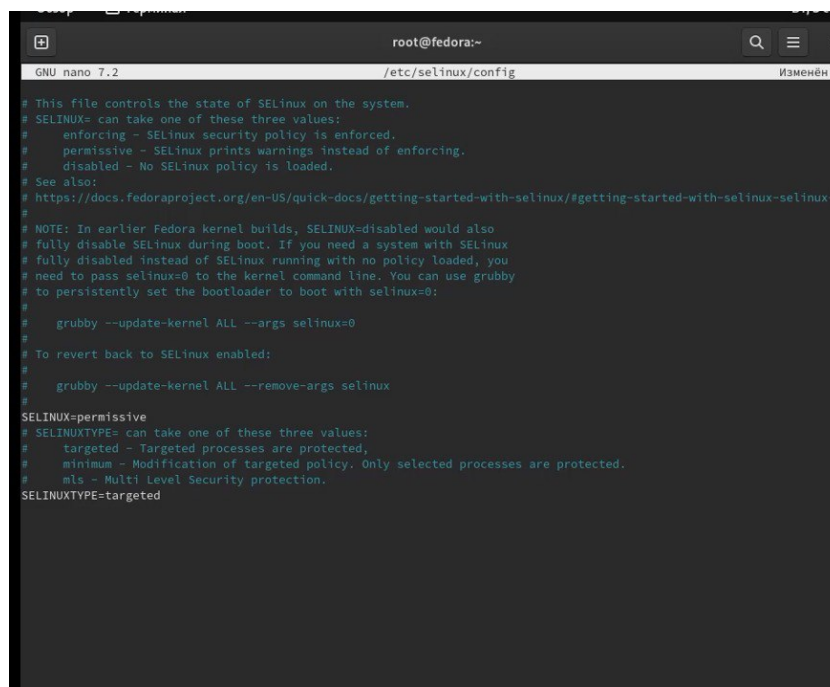 root@fedora:~
GNU nano 7.2 /etc/selinux/config Изменён
# This file controls the state of SELinux on the system.
# SELINUX= can take one of these three values:
#     enforcing - SELinux security policy is enforced.
#     permissive - SELinux prints warnings instead of enforcing.
#     disabled - No SELinux policy is loaded.
# See also:
# https://docs.fedoraproject.org/en-US/quick-docs/getting-started-with-selinux/#getting-started-with-selinux-selinux-
#
# NOTE: In earlier Fedora kernel builds, SELINUX=disabled would also
# fully disable SELinux during boot. If you need a system with SELinux
# fully disabled instead of SELinux running with no policy loaded, you
# need to pass selinux=0 to the kernel command line. You can use grubby
# to persistently set the bootloader to boot with selinux=0:
#
#    grubby --update-kernel ALL --args selinux=0
#
# To revert back to SELinux enabled:
#
#    grubby --update-kernel ALL --remove-args selinux
#
SELINUX=permissive
# SELINUXTYPE= can take one of these three values:
#     targeted - Targeted processes are protected,
#     minimum - Modification of targeted policy. Only selected processes are protected.
#     mls - Multi Level Security protection.
SELINUXTYPE=targeted